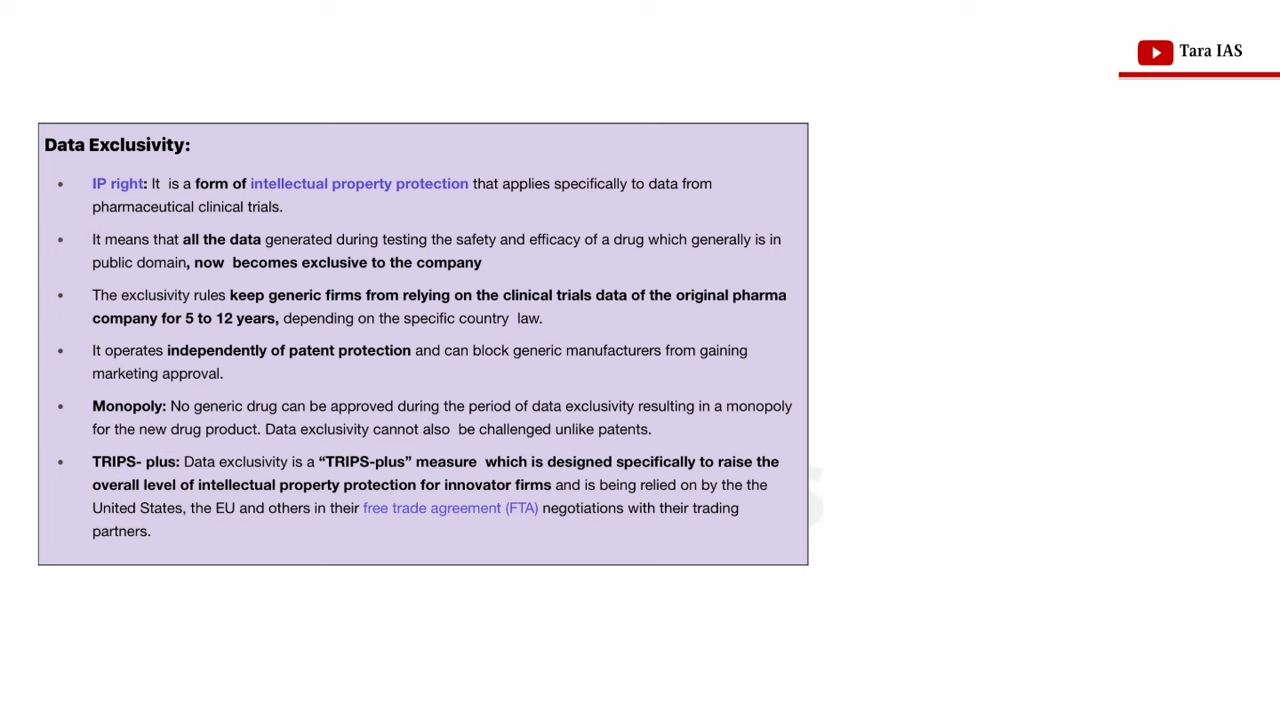 Tara IAS
Data Exclusivity:
• IP right: It is a form of intellectual property protection that applies specifically to data from
pharmaceutical clinical trials.
• It means that all the data generated during testing the safety and efficacy of a drug which generally is in
public domain, now becomes exclusive to the company
• The exclusivity rules keep generic firms from relying on the clinical trials data of the original pharma
company for 5 to 12 years, depending on the specific country law.
• It operates independently of patent protection and can block generic manufacturers from gaining
marketing approval.
• Monopoly: No generic drug can be approved during the period of data exclusivity resulting in a monopoly
for the new drug product. Data exclusivity cannot also be challenged unlike patents.
• TRIPS- plus: Data exclusivity is a “TRIPS-plus” measure which is designed specifically to raise the
overall level of intellectual property protection for innovator firms and is being relied on by the the
United States, the EU and others in their free trade agreement (FTA) negotiations with their trading
partners.